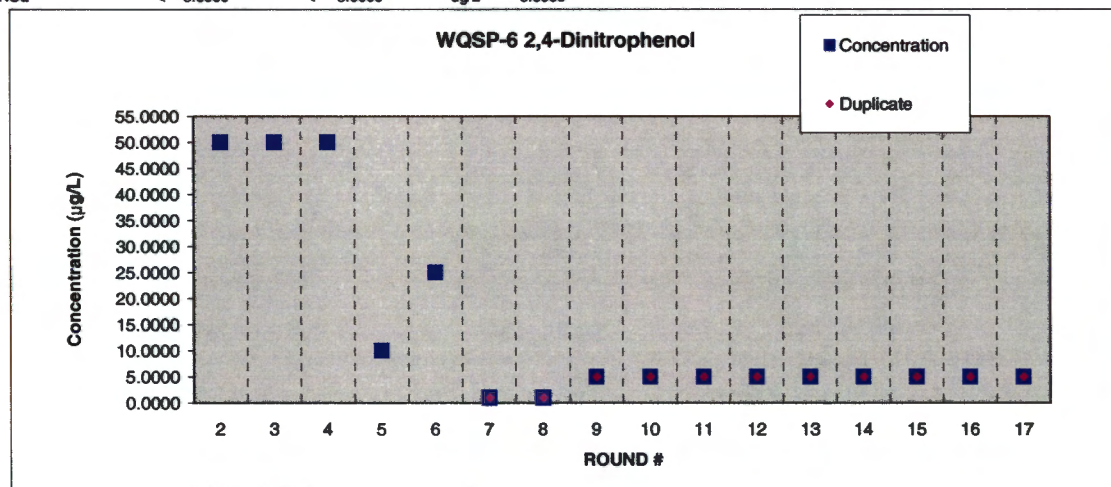 WQSP-6 2,4-Dinitrophenol
Concentration
Duplicate
Concentration (µg/L)
55.0000
50.0000
45.0000
40.0000
35.0000
30.0000
25.0000
20.0000
15.0000
10.0000
5.0000
0.0000
2 3 4 5 6 7 8 9 10 11 12 13 14 15 16 17
ROUND #